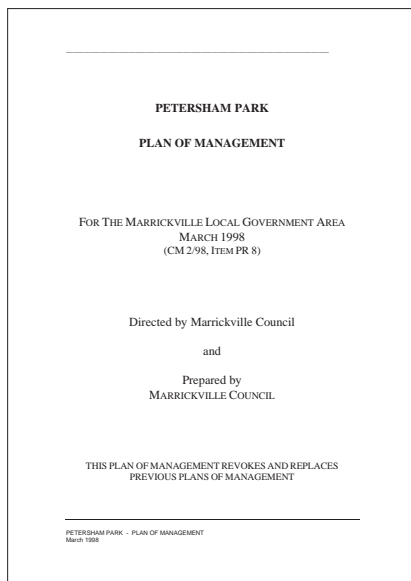 PETERSHAM PARK
PLAN OF MANAGEMENT
FOR THE MARRICKVILLE LOCAL GOVERNMENT AREA
MARCH 1998
(CM 2/98, ITEM PR 8)
Directed by Marrickville Council
and
Prepared by
MARRICKVILLE COUNCIL
THIS PLAN OF MANAGEMENT REVOKES AND REPLACES
PREVIOUS PLANS OF MANAGEMENT
PETERSHAM PARK - PLAN OF MANAGEMENT
March 1998